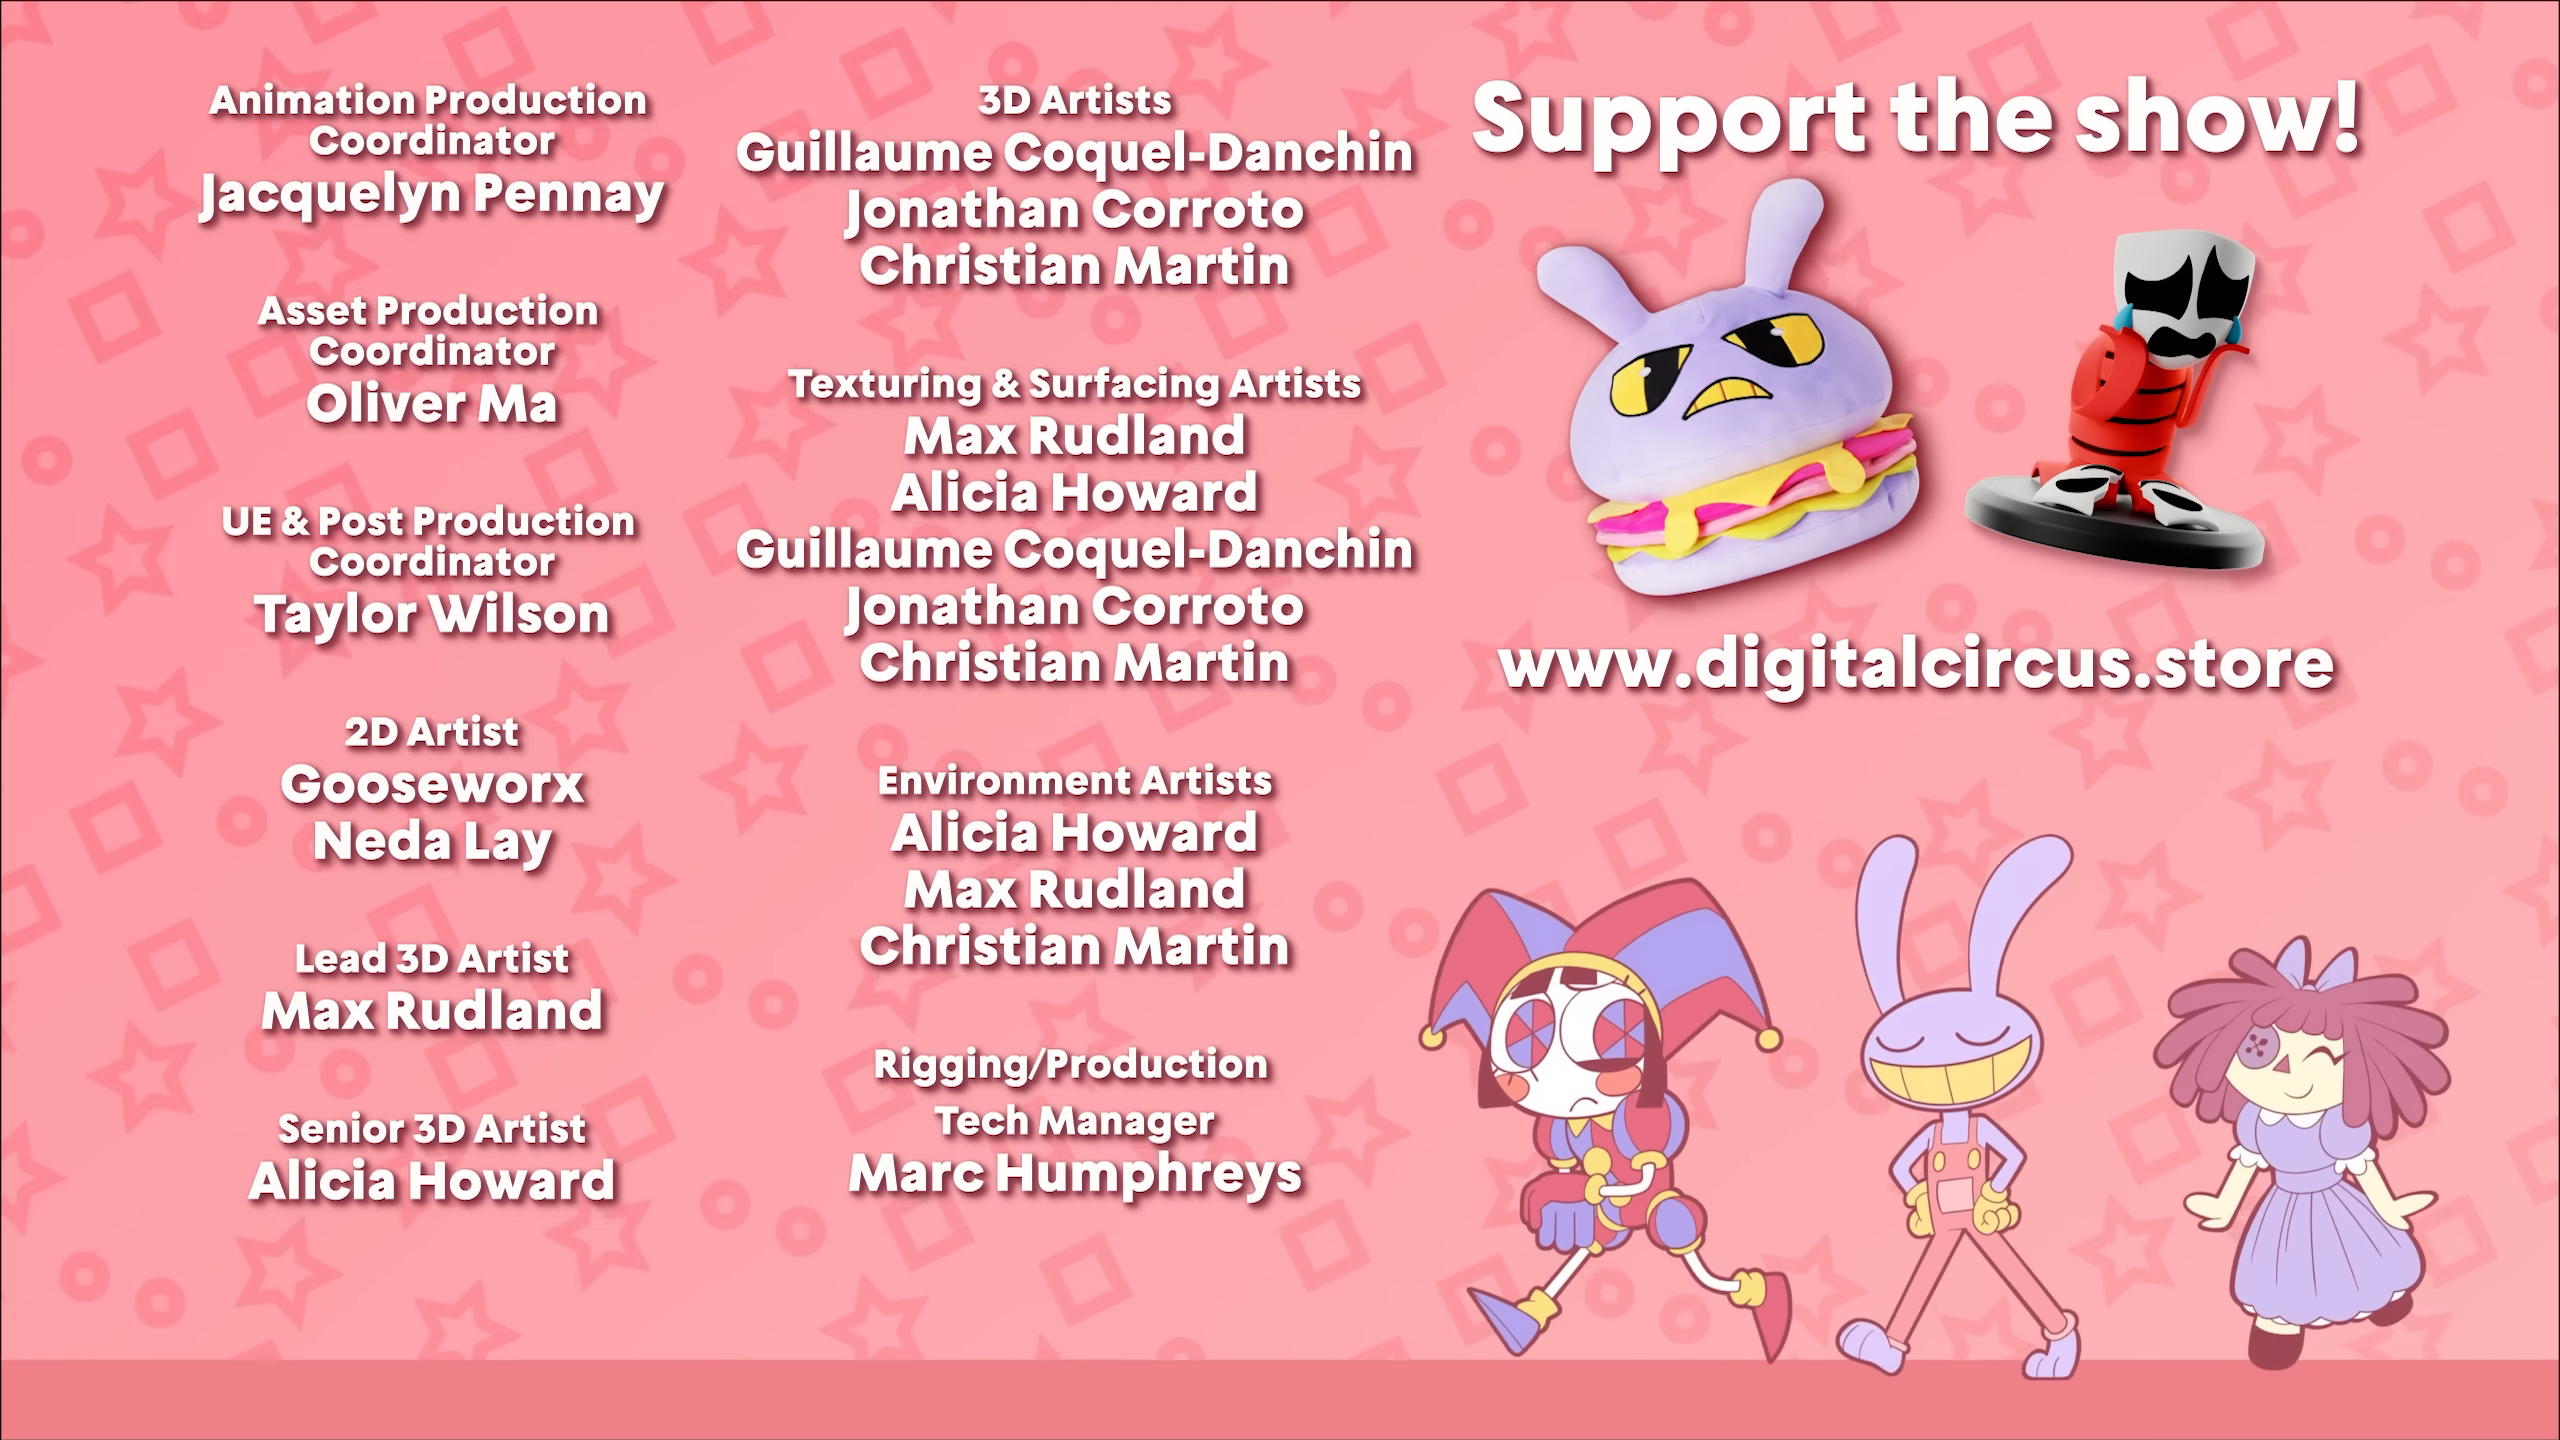 Animation Production
Coordinator
Jacquelyn Pennay
Asset Production
Coordinator
Oliver Ma
UE & Post Production
Coordinator
Taylor Wilson
2D Artist
Gooseworx
Neda Lay
Lead 3D Artist
Max Rudland
Senior 3D Artist
Alicia Howard
3D Artists
Guillaume Coquel-Danchin
Jonathan Corroto
Christian Martin
Texturing & Surfacing Artists
Max Rudland
Alicia Howard
Guillaume Coquel-Danchin
Jonathan Corroto
Christian Martin
Environment Artists
Alicia Howard
Max Rudland
Christian Martin
Rigging/Production
Tech Manager
Marc Humphreys
Support the show!
www.digitalcircus.store